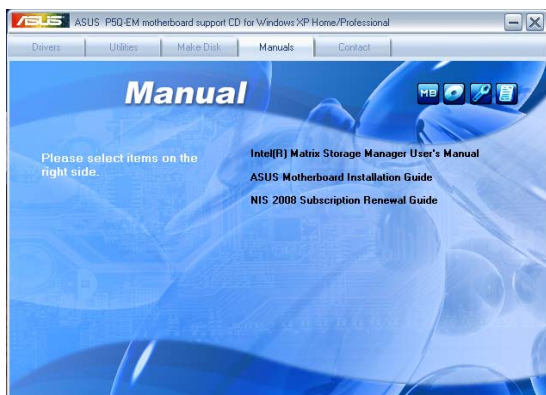 ASUS ASUS P5Q-EM motherboard support CD for Windows XP Home/Professional
Drivers Utilities Make Disk Manuals Contact
Manual
MB
Please select items on the
right side.
Intel(R) Matrix Storage Manager User's Manual
ASUS Motherboard Installation Guide
NIS 2008 Subscription Renewal Guide